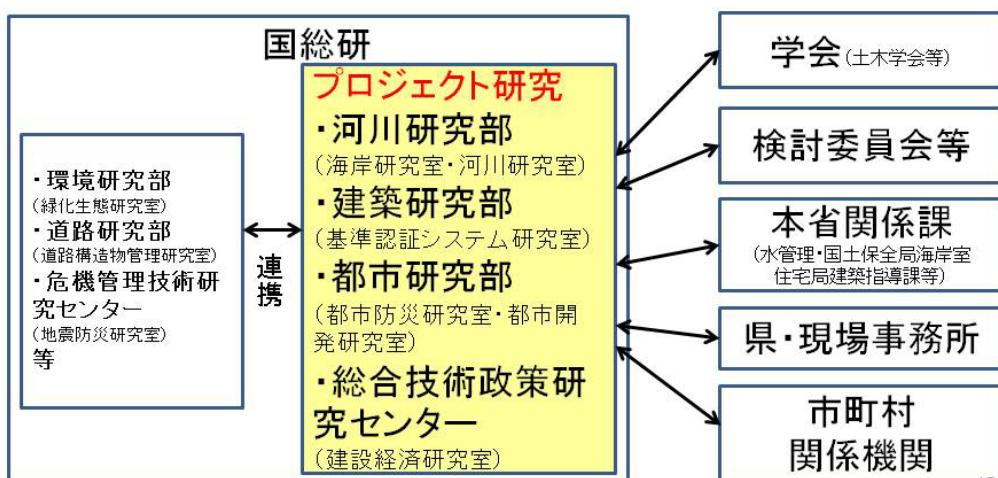 国総研
・環境研究部
(緑化生態研究室)
・道路研究部
(道路構造物管理研究室)
・危機管理技術研
究センター
(地震防災研究室)
等
連
携
プロジェクト研究
・河川研究部
(海岸研究室・河川研究室)
・建築研究部
(基準認証システム研究室)
・都市研究部
(都市防災研究室・都市開
発研究室)
・総合技術政策研
究センター
(建設経済研究室)
学会(土木学会等)
検討委員会等
本省関係課
(水管理・国土保全局海岸室
住宅局建築指導課等)
県・現場事務所
市町村
関係機関